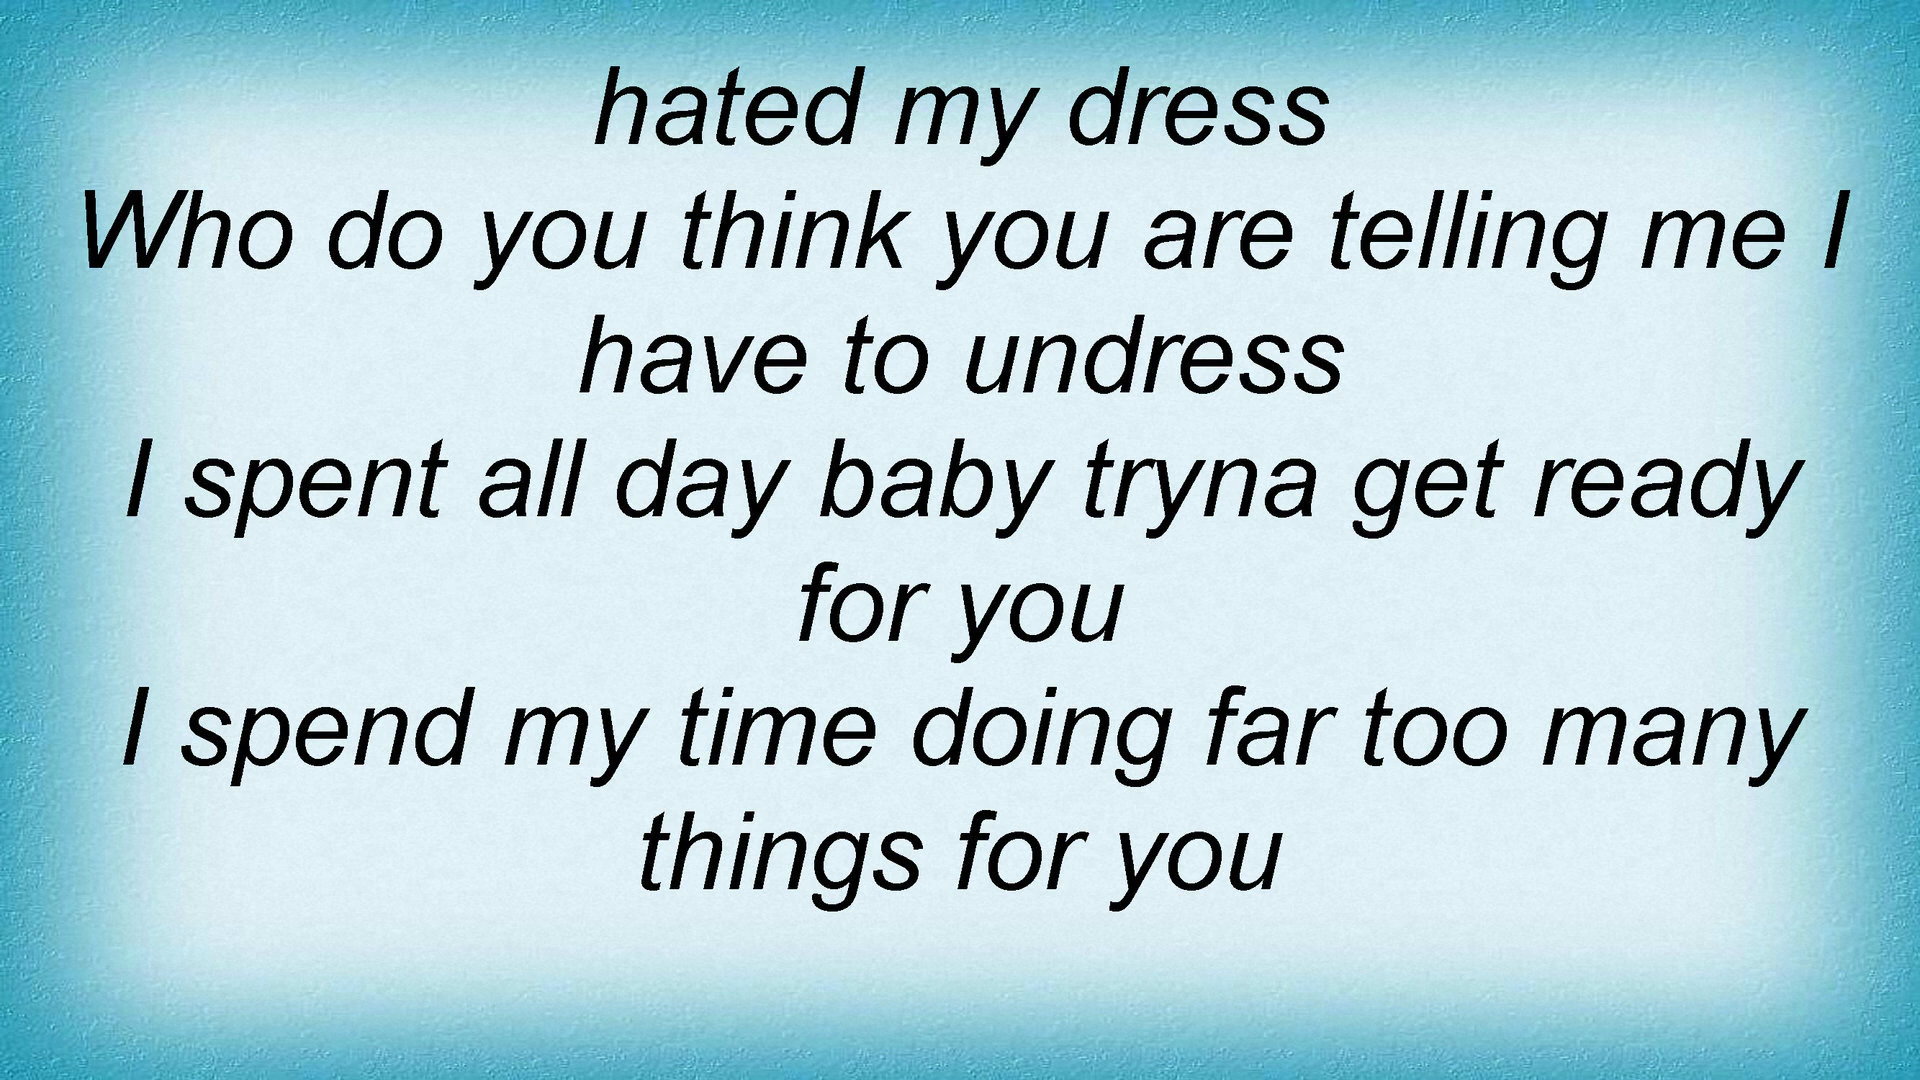 hated my dress
Who do you think you are telling me I
have to undress
I spent all day baby tryna get ready
for you
I spend my time doing far too many
things for you